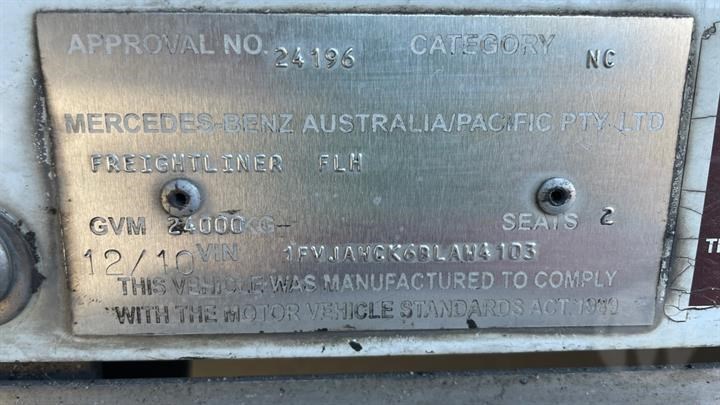 APPROVAL NO. 24196 CATEGORY NC
MERCEDES-BENZ AUSTRALIA/PACIFIC PTY-LTD
FREIGHTLINER FLH
GVM 24000KG- SEATS 2
12/10 VIN 1FVJAWCK6DLAW4103
THIS VEHICLE WAS MANUFACTURED TO COMPLY
WITH THE MOTOR VEHICLE STANDARDS ACT 1989